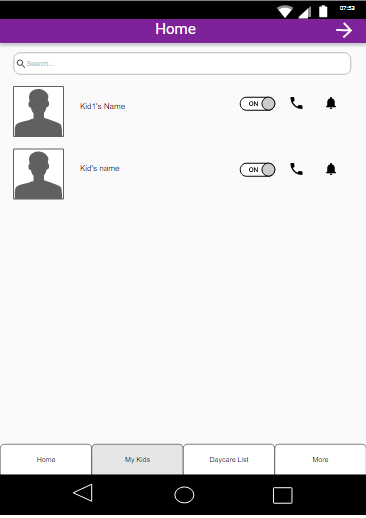 07:53
Home
Search...
Kid1's Name
ON
Kid's name
ON
Home
My Kids
Daycare List
More